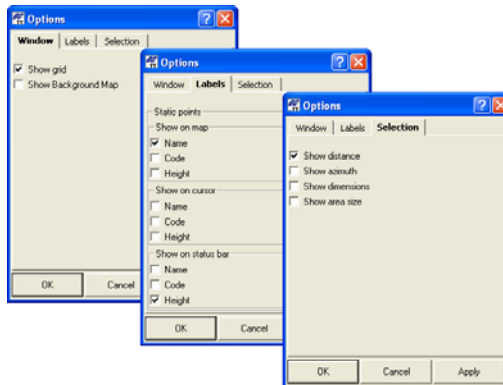 Options
Window Labels Selection
Show grid
Show Background Map
OK Cancel
Options
Window Labels Selection
Static points
Show on map
Name
Code
Height
Show on cursor
Name
Code
Height
Show on status bar
Name
Code
Height
OK Cancel
Options
Window Labels Selection
Show distance
Show azimuth
Show dimensions
Show area size
OK Cancel Apply